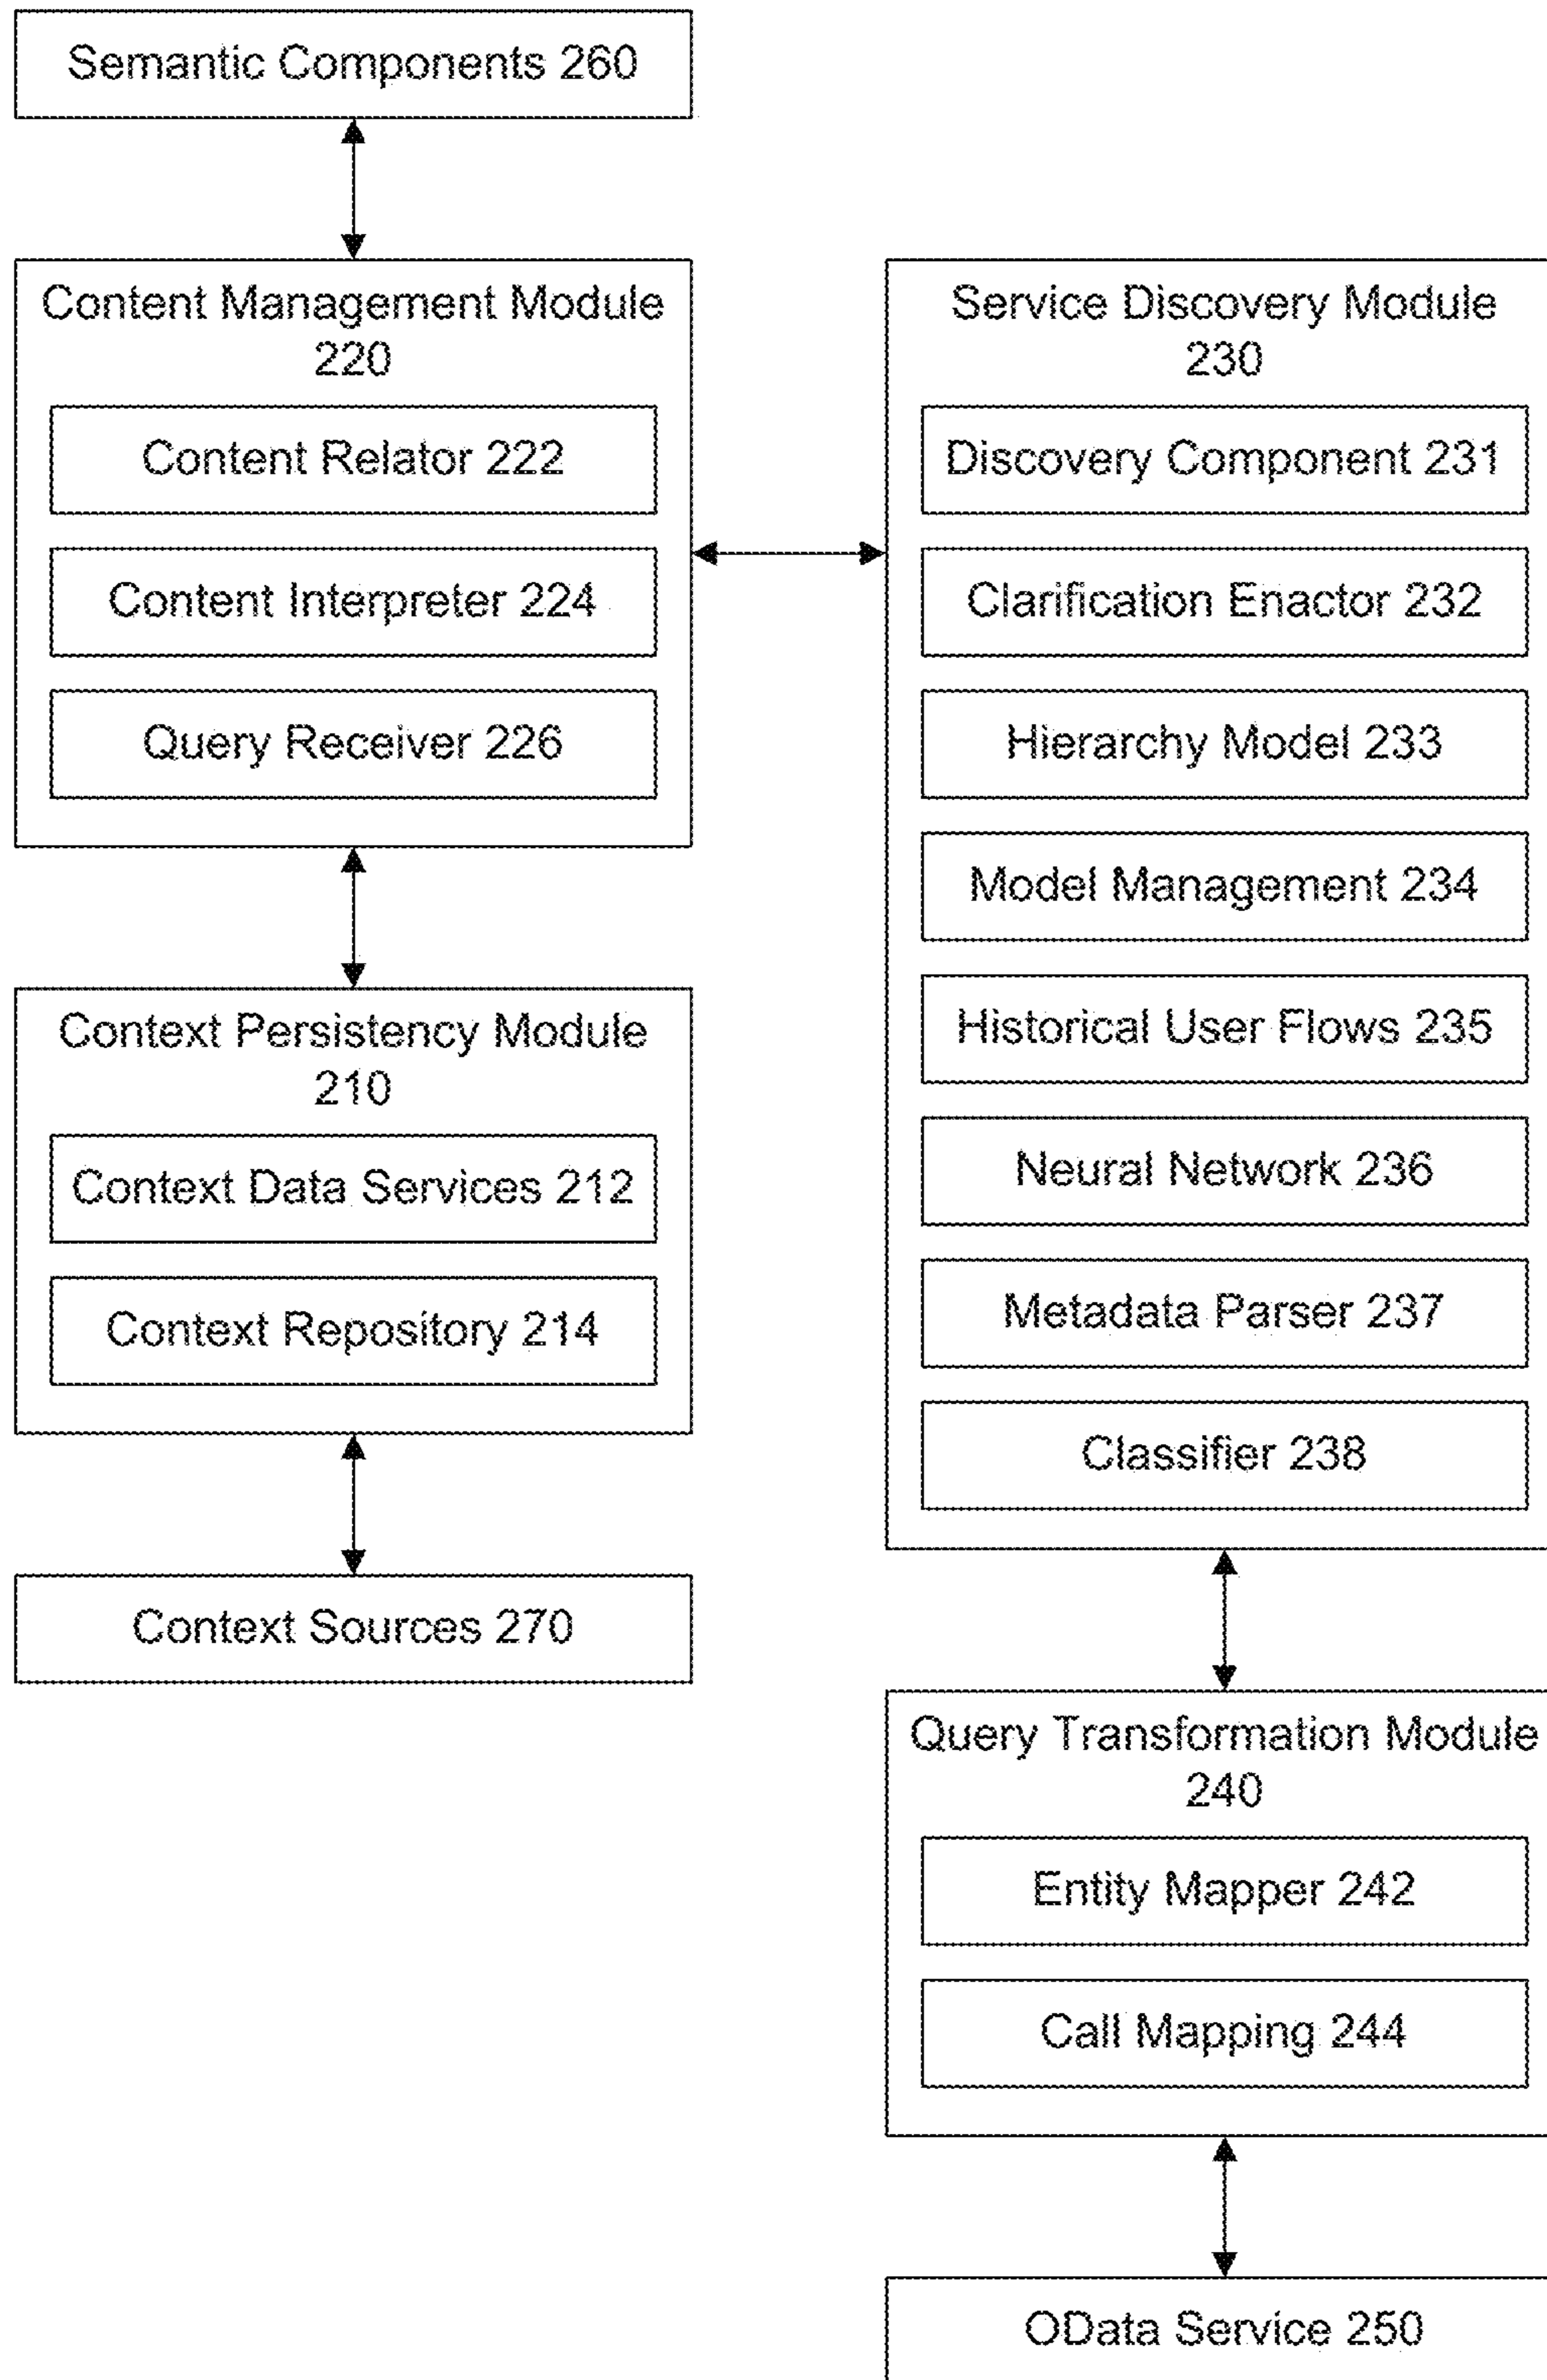 Semantic Components 260
Content Management Module
220
Content Relator 222
Content Interpreter 224
Query Receiver 226
Context Persistency Module
210
Context Data Services 212
Context Repository 214
Context Sources 270
Service Discovery Module
230
Discovery Component 231
Clarification Enactor 232
Hierarchy Model 233
Model Management 234
Historical User Flows 235
Neural Network 236
Metadata Parser 237
Classifier 238
Query Transformation Module
240
Entity Mapper 242
Call Mapping 244
OData Service 250